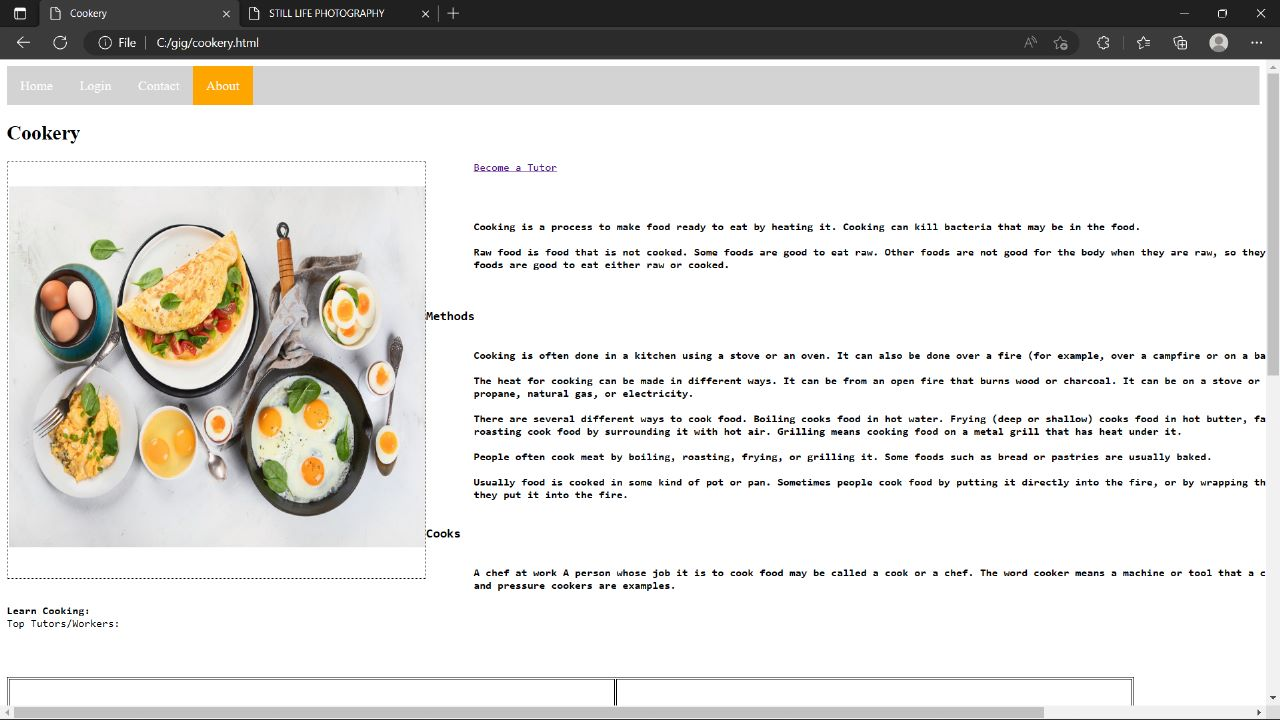 Cookery
STILL LIFE PHOTOGRAPHY
File
C:/gig/cookery.html
Home
Login
Contact
About
Cookery
Become a Tutor
Cooking is a process to make food ready to eat by heating it. Cooking can kill bacteria that may be in the food.
Raw food is food that is not cooked. Some foods are good to eat raw. Other foods are not good for the body when they are raw, so they
foods are good to eat either raw or cooked.
Methods
Cooking is often done in a kitchen using a stove or an oven. It can also be done over a fire (for example, over a campfire or on a ba
The heat for cooking can be made in different ways. It can be from an open fire that burns wood or charcoal. It can be on a stove or
propane, natural gas, or electricity.
There are several different ways to cook food. Boiling cooks food in hot water. Frying (deep or shallow) cooks food in hot butter, fa
roasting cook food by surrounding it with hot air. Grilling means cooking food on a metal grill that has heat under it.
People often cook meat by boiling, roasting, frying, or grilling it. Some foods such as bread or pastries are usually baked.
Usually food is cooked in some kind of pot or pan. Sometimes people cook food by putting it directly into the fire, or by wrapping th
they put it into the fire.
Cooks
A chef at work A person whose job it is to cook food may be called a cook or a chef. The word cooker means a machine or tool that a c
and pressure cookers are examples.
Learn Cooking:
Top Tutors/Workers: